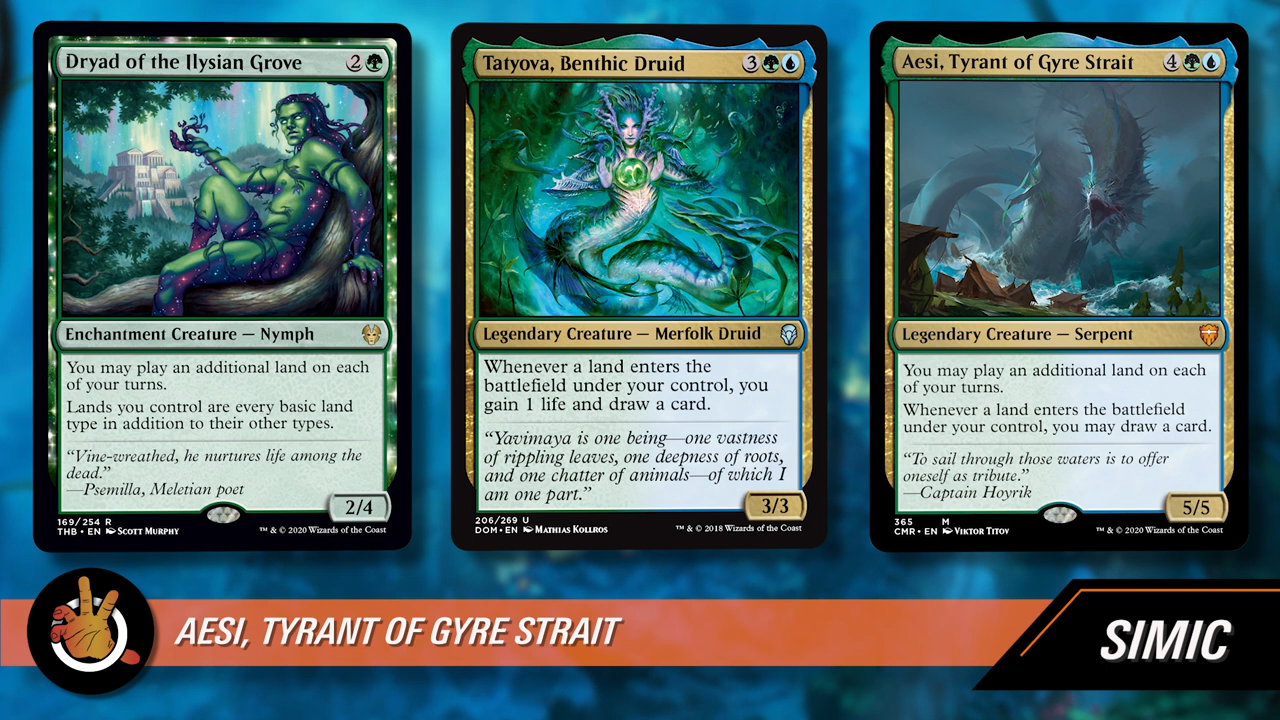 Dryad of the Ilysian Grove 2
Enchantment Creature — Nymph
You may play an additional land on each
of your turns.
Lands you control are every basic land
type in addition to their other types.
“Vine-wreathed, he nurtures life among the
dead.”
—Psemilla, Meletian poet
2/4
169/254 R
THB • EN Scott Murphy ™ & © 2020 Wizards of the Coast
Tatyova, Benthic Druid 3
Legendary Creature — Merfolk Druid
Whenever a land enters the
battlefield under your control, you
gain 1 life and draw a card.
“Yavimaya is one being—one vastness
of rippling leaves, one deepness of roots,
and one chatter of animals—of which I
am one part.”
3/3
206/269 U
DOM • EN Mathias Kollros ™ & © 2018 Wizards of the Coast
Aesi, Tyrant of Gyre Strait 4
Legendary Creature — Serpent
You may play an additional land on each
of your turns.
Whenever a land enters the battlefield
under your control, you may draw a card.
“To sail through those waters is to offer
oneself as tribute.”
—Captain Hoyrik
5/5
365 M
CMR • EN Viktor Titov ™ & © 2020 Wizards of the Coast
AESI, TYRANT OF GYRE STRAIT
SIMIC